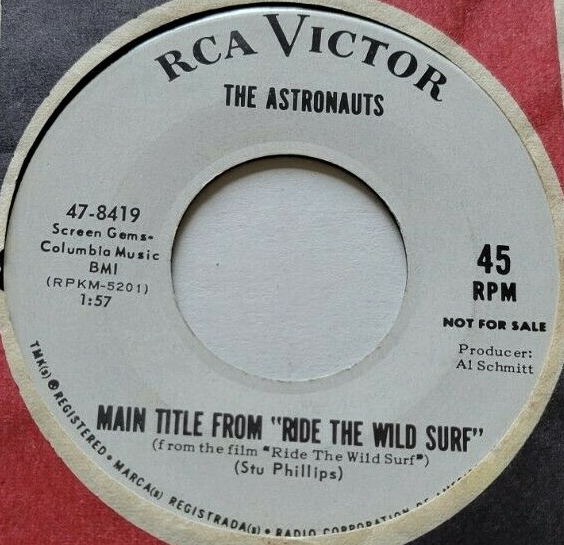 RCA VICTOR
THE ASTRONAUTS
47-8419
Screen Gems-
Columbia Music
BMI
(RPKM-5201)
1:57
45
RPM
NOT FOR SALE
Producer:
Al Schmitt
MAIN TITLE FROM "RIDE THE WILD SURF"
(from the film "Ride The Wild Surf")
(Stu Phillips)
TMK(s) ® REGISTERED • MARCA(s) REGISTRADA(s) • RADIO CORPORATION OF